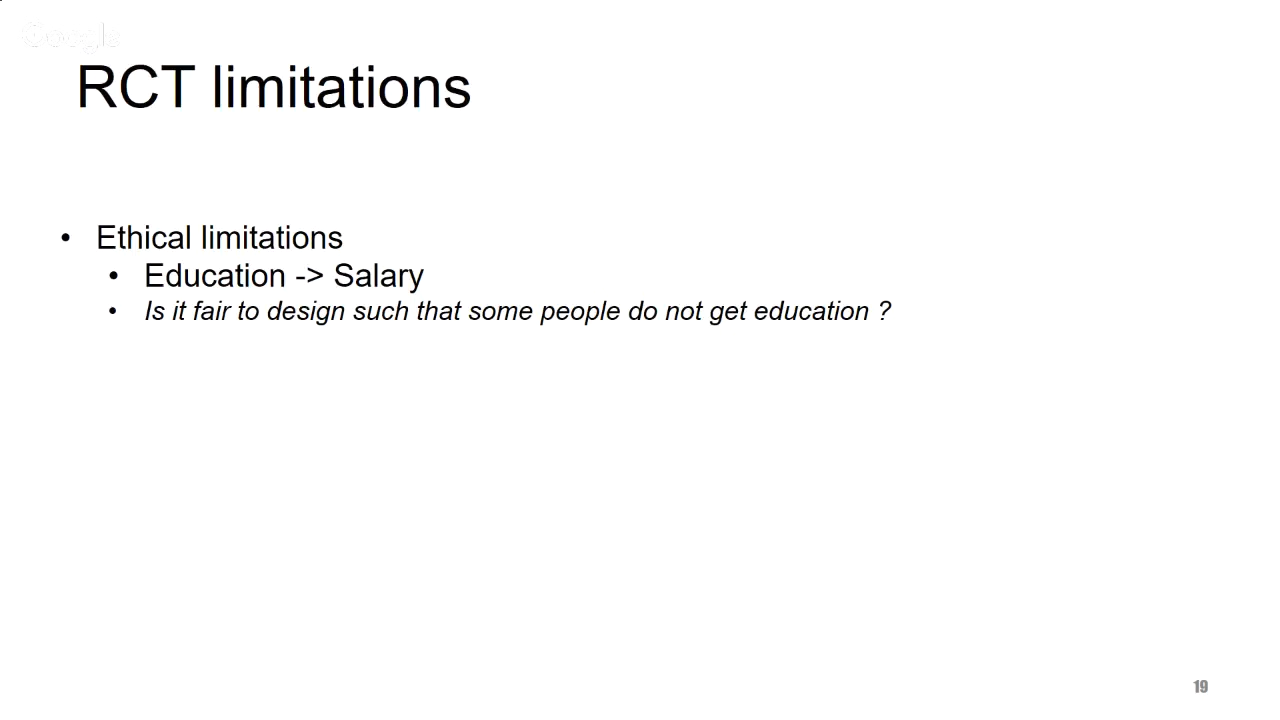 Google
RCT limitations
• Ethical limitations
• Education -> Salary
• Is it fair to design such that some people do not get education ?
19